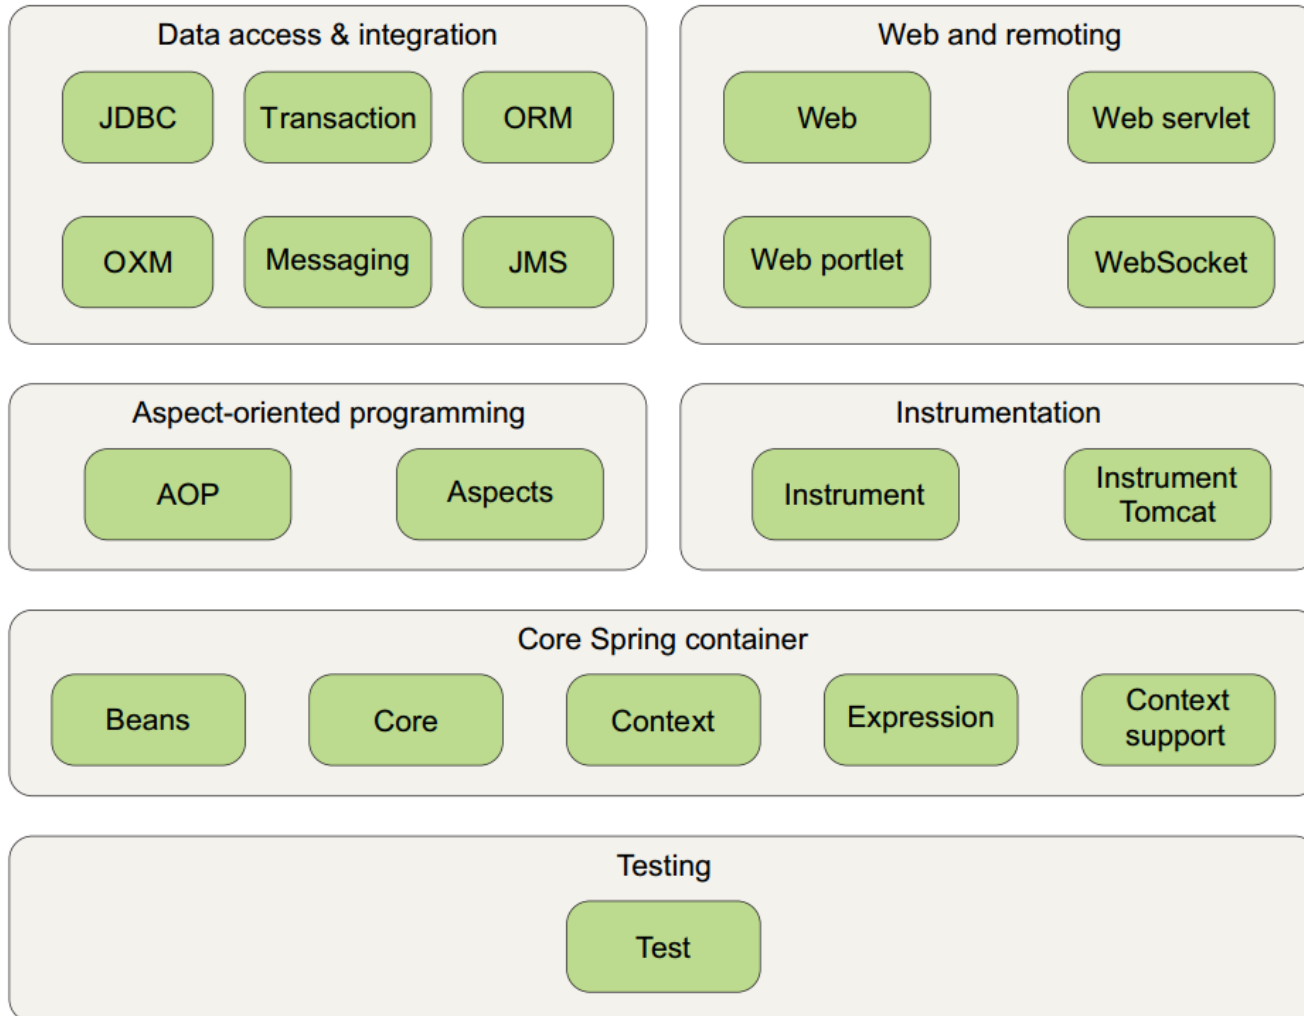 Data access & integration
JDBC
Transaction
ORM
OXM
Messaging
JMS
Web and remoting
Web
Web servlet
Web portlet
WebSocket
Aspect-oriented programming
AOP
Aspects
Instrumentation
Instrument
Instrument
Tomcat
Core Spring container
Beans
Core
Context
Expression
Context
support
Testing
Test